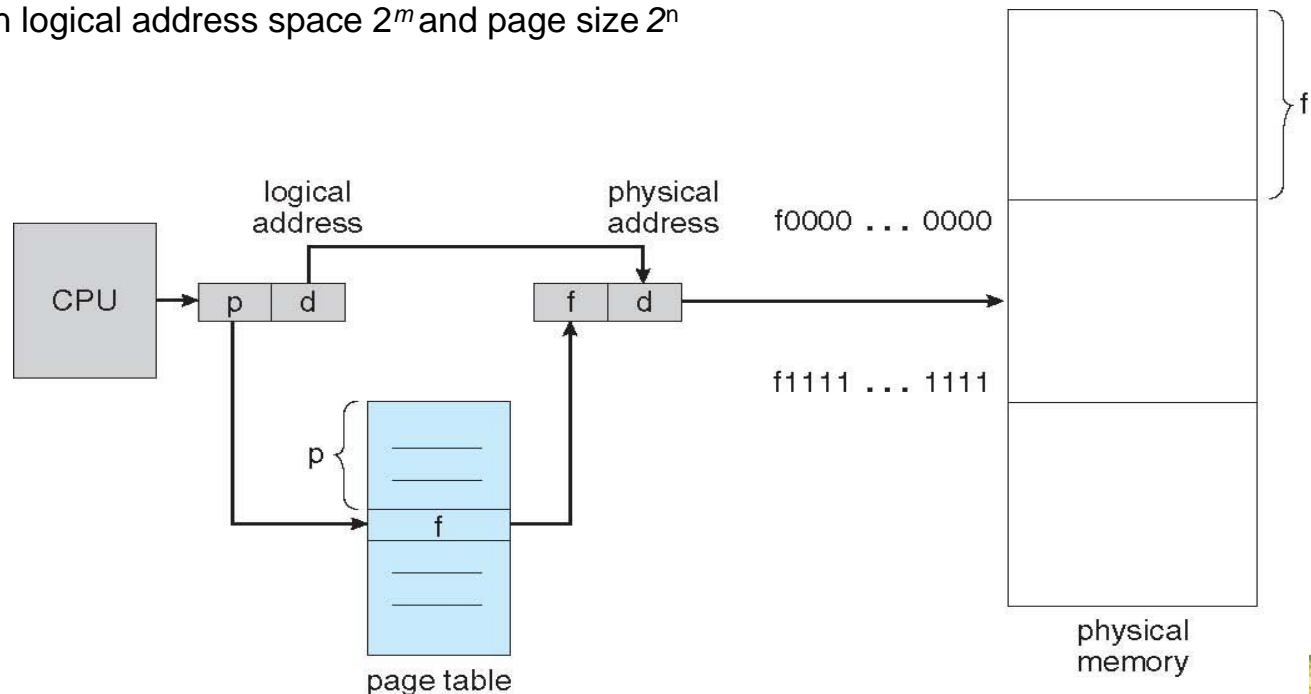 n logical address space 2ᵐ and page size 2ⁿ
f
logical
address
physical
address
f0000 ... 0000
CPU
p
d
f
d
f1111 ... 1111
p
f
physical
memory
page table